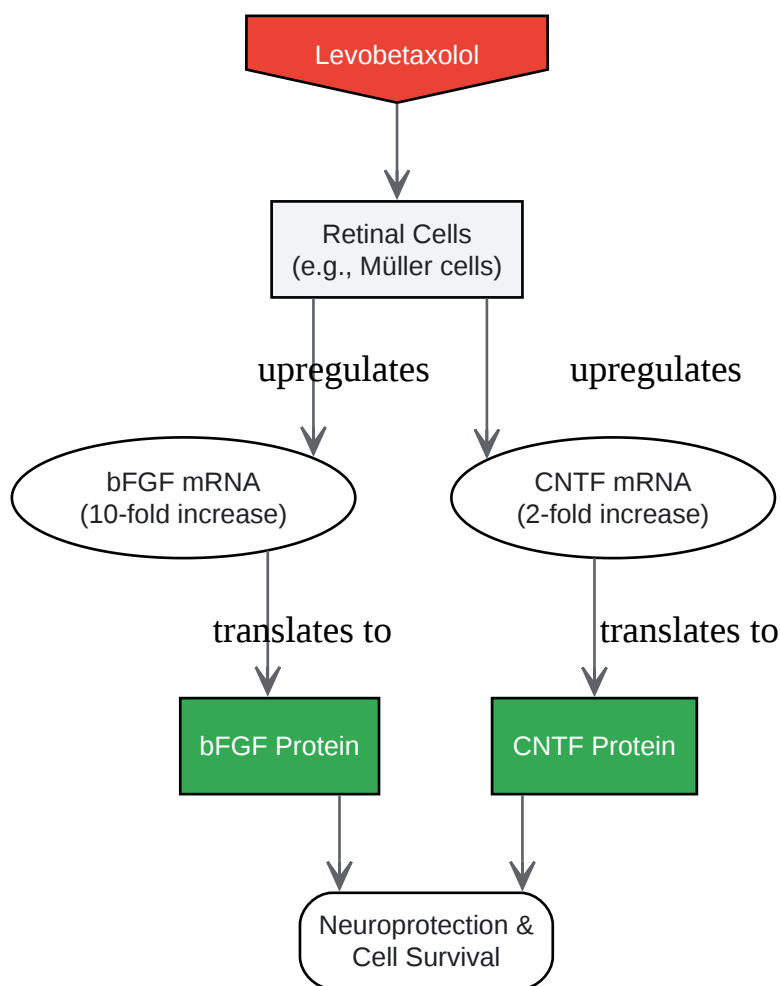 Levobetaxolol
Retinal Cells
(e.g., Müller cells)
upregulates
upregulates
bFGF mRNA
(10-fold increase)
CNTF mRNA
(2-fold increase)
translates to
translates to
bFGF Protein
CNTF Protein
Neuroprotection &
Cell Survival